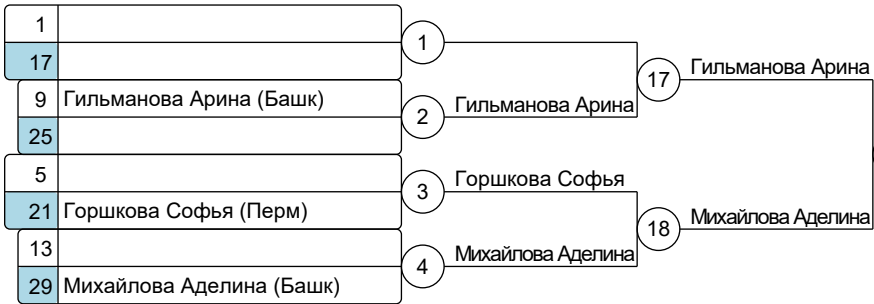 1
17
1
9 Гильманова Арина (Башк)
25
2
Гильманова Арина
17
Гильманова Арина
5
21 Горшкова Софья (Перм)
3
Горшкова Софья
13
29 Михайлова Аделина (Башк)
4
Михайлова Аделина
18
Михайлова Аделина